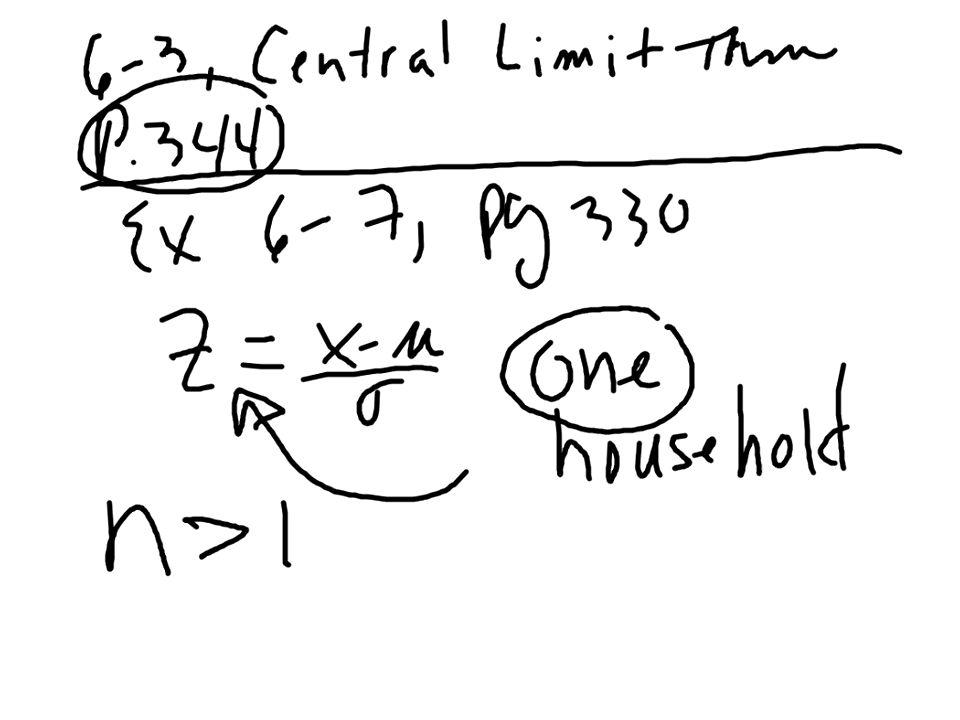 6-3, Central Limit Thm
P.344
Ex 6-7, pg 330
z = x-μ/σ
one household
n > 1